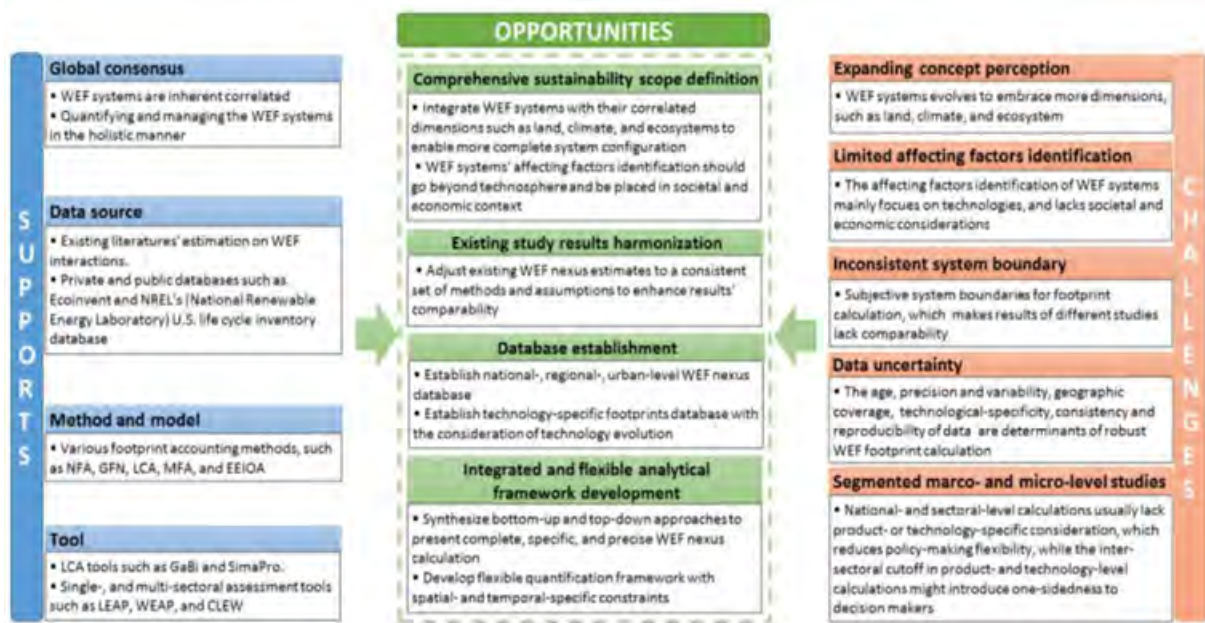 SUPPORTS
Global consensus
▪ WEF systems are inherent correlated
▪ Quantifying and managing the WEF systems
in the holistic manner
Data source
▪ Existing literatures' estimation on WEF
interactions.
▪ Private and public databases such as
Ecoinvent and NREL's (National Renewable
Energy Laboratory) U.S. life cycle inventory
database
Method and model
▪ Various footprint accounting methods, such
as NFA, GFN, LCA, MFA, and EEIOA
Tool
▪ LCA tools such as GaBi and SimaPro.
▪ Single-, and multi-sectoral assessment tools
such as LEAP, WEAP, and CLEW
OPPORTUNITIES
Comprehensive sustainability scope definition
▪ Integrate WEF systems with their correlated
dimensions such as land, climate, and ecosystems to
enable more complete system configuration
▪ WEF systems' affecting factors identification should
go beyond technosphere and be placed in societal and
economic context
Existing study results harmonization
▪ Adjust existing WEF nexus estimates to a consistent
set of methods and assumptions to enhance results'
comparability
Database establishment
▪ Establish national-, regional-, urban-level WEF nexus
database
▪ Establish technology-specific footprints database with
the consideration of technology evolution
Integrated and flexible analytical
framework development
▪ Synthesize bottom-up and top-down approaches to
present complete, specific, and precise WEF nexus
calculation
▪ Develop flexible quantification framework with
spatial- and temporal-specific constraints
CHALLENGES
Expanding concept perception
▪ WEF systems evolves to embrace more dimensions,
such as land, climate, and ecosystem
Limited affecting factors identification
▪ The affecting factors identification of WEF systems
mainly focuses on technologies, and lacks societal and
economic considerations
Inconsistent system boundary
▪ Subjective system boundaries for footprint
calculation, which makes results of different studies
lack comparability
Data uncertainty
▪ The age, precision and variability, geographic
coverage, technological-specificity, consistency and
reproducibility of data are determinants of robust
WEF footprint calculation
Segmented marco- and micro-level studies
▪ National- and sectoral-level calculations usually lack
product- or technology-specific consideration, which
reduces policy-making flexibility, while the inter-
sectoral cutoff in product- and technology-level
calculations might introduce one-sidedness to
decision makers